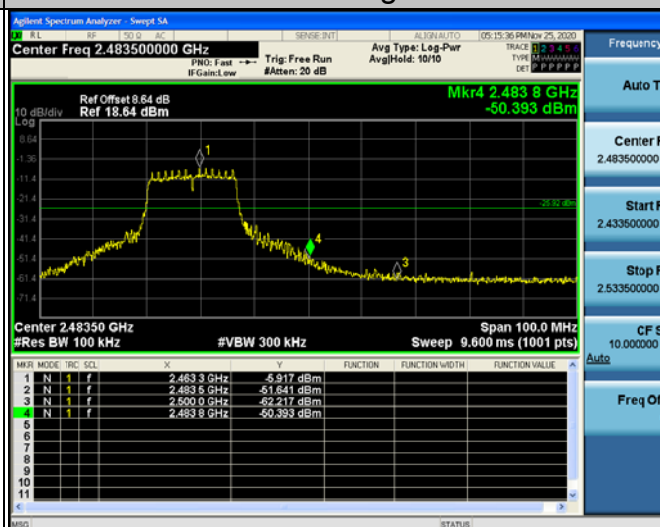 Agilent Spectrum Analyzer - Swept SA
RL RF 50 Ω AC SENSE:INT ALIGN AUTO 05:15:36 PM Nov 25, 2020
Center Freq 2.483500000 GHz
PNO: Fast
IFGain:Low
Trig: Free Run
#Atten: 20 dB
Avg Type: Log-Pwr
Avg|Hold: 10/10
TRACE 1 2 3 4 5 6
TYPE M
DET P P P P P P
Frequency
Mkr4 2.483 8 GHz
-50.393 dBm
Ref Offset 8.64 dB
10 dB/div Ref 18.64 dBm
Log
8.64
-1.36
-11.4
-21.4
-31.4
-41.4
-51.4
-61.4
-71.4
1
-25.92 dBm
4
3
Center 2.48350 GHz Span 100.0 MHz
#Res BW 100 kHz #VBW 300 kHz Sweep 9.600 ms (1001 pts)
MKR MODE TRC SCL X Y FUNCTION FUNCTION WIDTH FUNCTION VALUE
1 N 1 f 2.463 3 GHz -5.917 dBm
2 N 1 f 2.483 5 GHz -51.641 dBm
3 N 1 f 2.500 0 GHz -62.217 dBm
4 N 1 f 2.483 8 GHz -50.393 dBm
5
6
7
8
9
10
11
MSG STATUS
Auto T
Center F
2.483500000
Start F
2.433500000
Stop F
2.533500000
CF S
10.000000
Auto
Freq Of